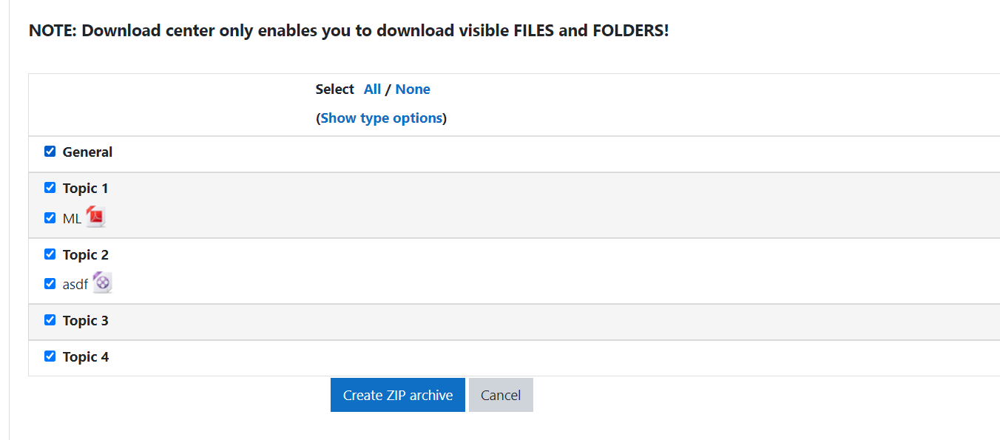 NOTE: Download center only enables you to download visible FILES and FOLDERS!
Select All / None
(Show type options)
General
Topic 1
ML
Topic 2
asdf
Topic 3
Topic 4
Create ZIP archive Cancel